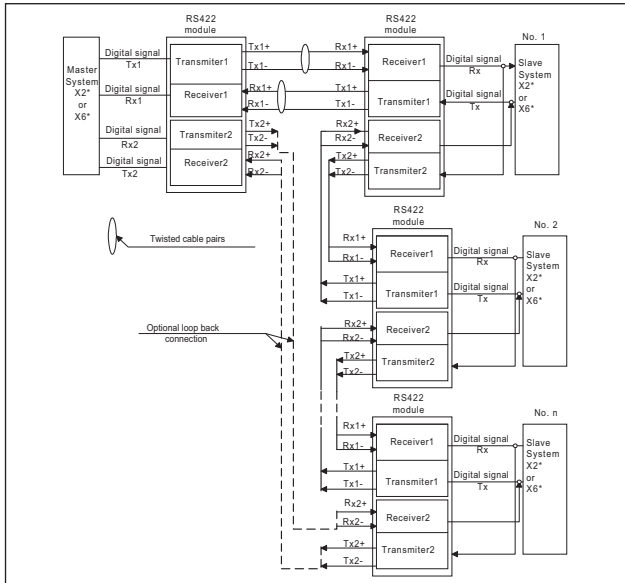 RS422
module
Master
System
X2*
or
X6*
Digital signal
Tx1
Digital signal
Rx1
Digital signal
Rx2
Digital signal
Tx2
Transmiter1
Receiver1
Transmiter2
Receiver2
Tx1+
Tx1-
Rx1+
Rx1-
Tx2+
Tx2-
Rx2+
Rx2-
RS422
module
No. 1
Rx1+
Rx1-
Tx1+
Tx1-
Rx2+
Rx2-
Tx2+
Tx2-
Receiver1
Transmiter1
Receiver2
Transmiter2
Digital signal
Rx
Digital signal
Tx
Slave
System
X2*
or
X6*
Twisted cable pairs
Optional loop back
connection
RS422
module
No. 2
Rx1+
Rx1-
Tx1+
Tx1-
Rx2+
Rx2-
Tx2+
Tx2-
Receiver1
Transmiter1
Receiver2
Transmiter2
Digital signal
Rx
Digital signal
Tx
Slave
System
X2*
or
X6*
RS422
module
No. n
Rx1+
Rx1-
Tx1+
Tx1-
Rx2+
Rx2-
Tx2+
Tx2-
Receiver1
Transmiter1
Receiver2
Transmiter2
Digital signal
Rx
Digital signal
Tx
Slave
System
X2*
or
X6*